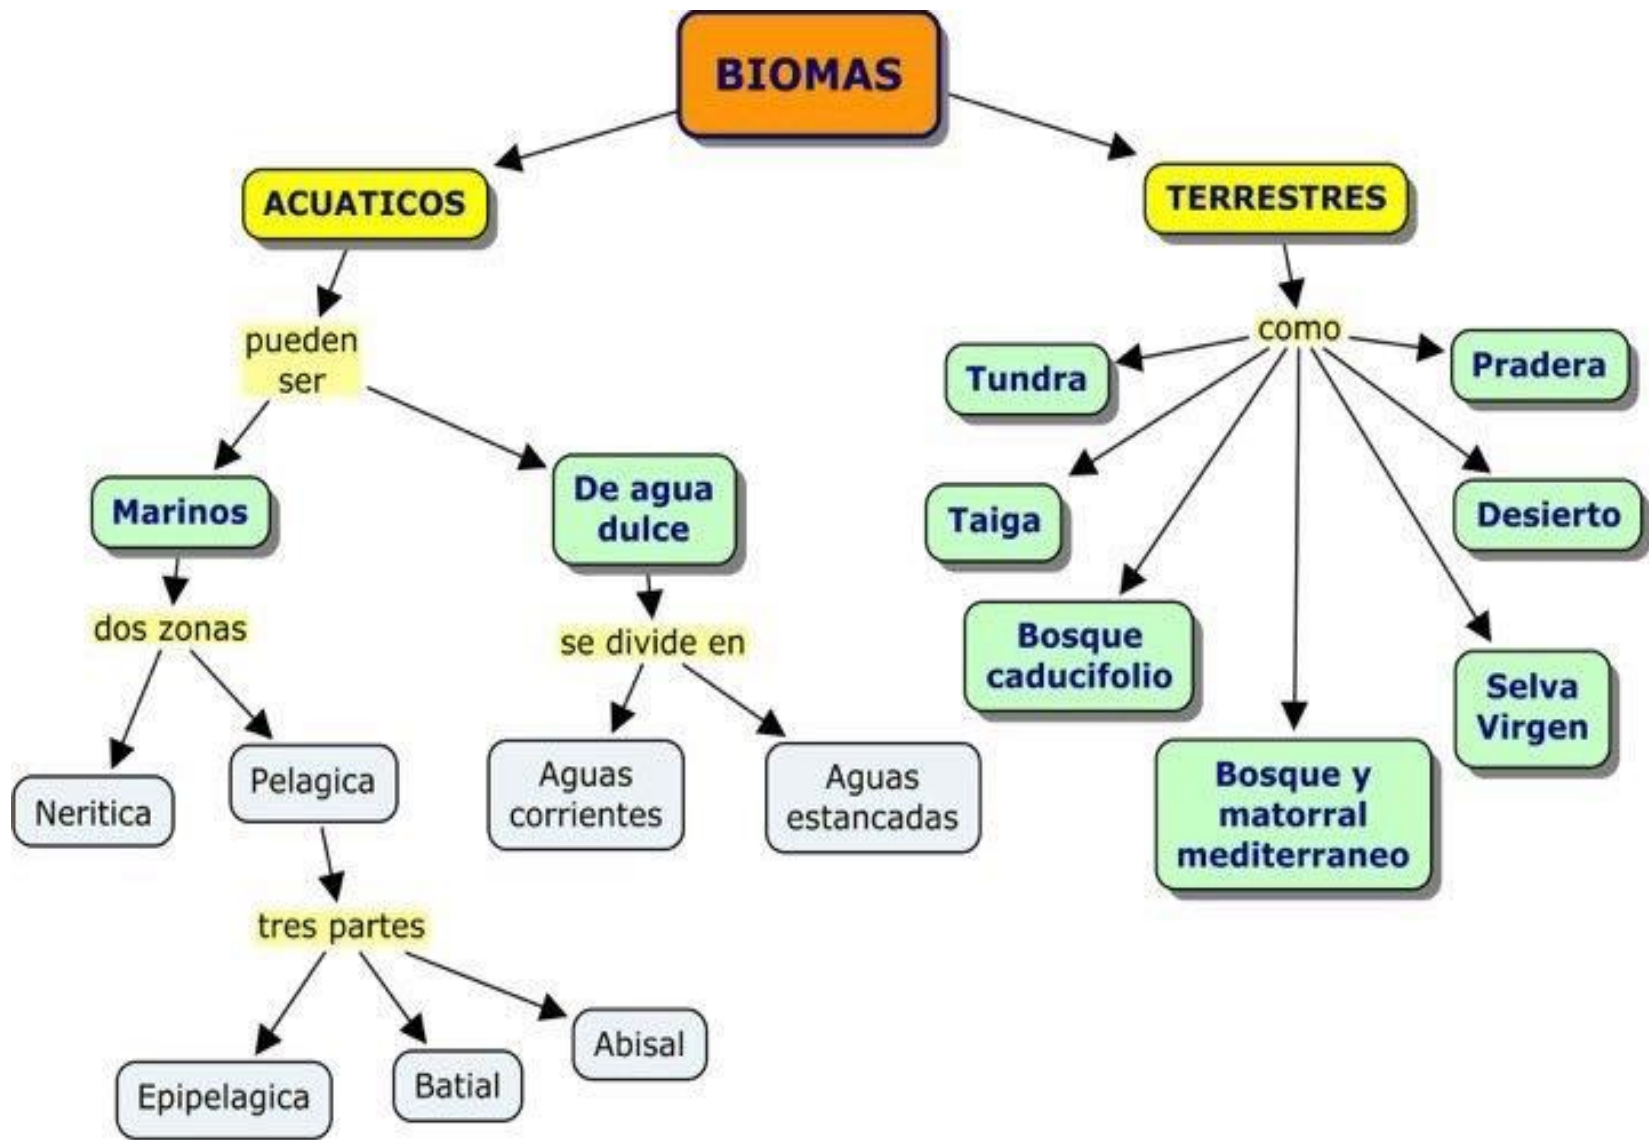 BIOMAS
ACUATICOS
TERRESTRES
pueden
ser
como
Tundra
Pradera
Marinos
De agua
dulce
Taiga
Desierto
dos zonas
se divide en
Bosque
caducifolio
Selva
Virgen
Neritica
Pelagica
Aguas
corrientes
Aguas
estancadas
Bosque y
matorral
mediterraneo
tres partes
Epipelagica
Batial
Abisal